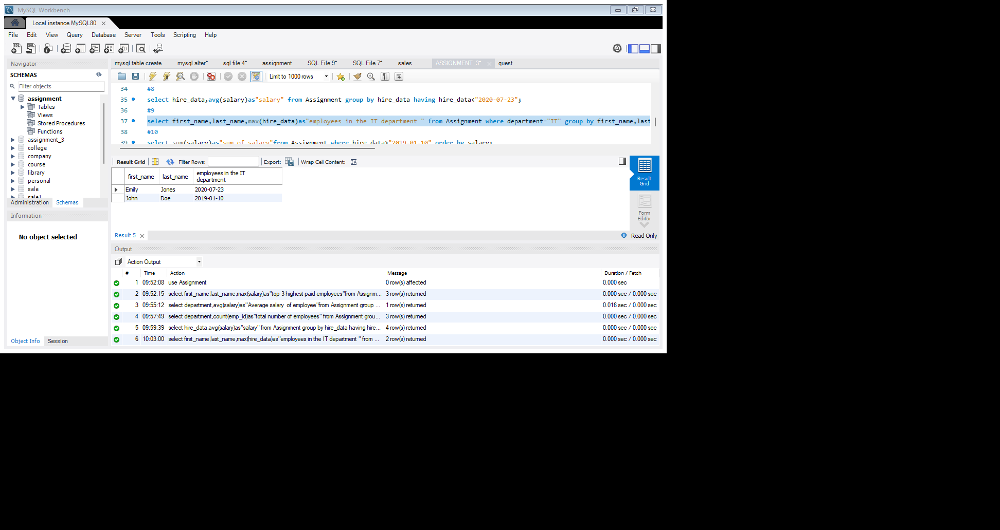 MySQL Workbench
Local instance MySQL80
File Edit View Query Database Server Tools Scripting Help
Navigator
SCHEMAS
Filter objects
assignment
Tables
Views
Stored Procedures
Functions
assignment_3
college
company
course
library
personal
sale
sale1
Administration Schemas
Information
No object selected
Object Info Session
mysql table create mysql alter* sql file 4* assignment SQL File 9* SQL File 7* sales ASSIGNMENT_3* quest
Limit to 1000 rows
34 #8
35 select hire_data,avg(salary)as"salary" from Assignment group by hire_data having hire_data<"2020-07-23";
36 #9
37 select first_name,last_name,max(hire_data)as"employees in the IT department " from Assignment where department="IT" group by first_name,last
38 #10
39 select sum(salary)as"sum of salary"from Assignment where hire_data>"2019-01-10" order by salary;
Result Grid Filter Rows: Export: Wrap Cell Content:
first_name last_name employees in the IT department
Emily Jones 2020-07-23
John Doe 2019-01-10
Result Grid
Form Editor
Result 5
Read Only
Output
Action Output
# Time Action Message Duration / Fetch
1 09:52:08 use Assignment 0 row(s) affected 0.000 sec
2 09:52:15 select first_name,last_name,max(salary)as"top 3 highest-paid employees"from Assignm... 3 row(s) returned 0.000 sec / 0.000 sec
3 09:55:12 select department,avg(salary)as"Average salary of employee"from Assignment group ... 1 row(s) returned 0.016 sec / 0.000 sec
4 09:57:49 select department,count(emp_id)as"total number of employees" from Assignment grou... 3 row(s) returned 0.000 sec / 0.000 sec
5 09:59:39 select hire_data,avg(salary)as"salary" from Assignment group by hire_data having hire... 4 row(s) returned 0.000 sec / 0.000 sec
6 10:03:00 select first_name,last_name,max(hire_data)as"employees in the IT department " from ... 2 row(s) returned 0.000 sec / 0.000 sec